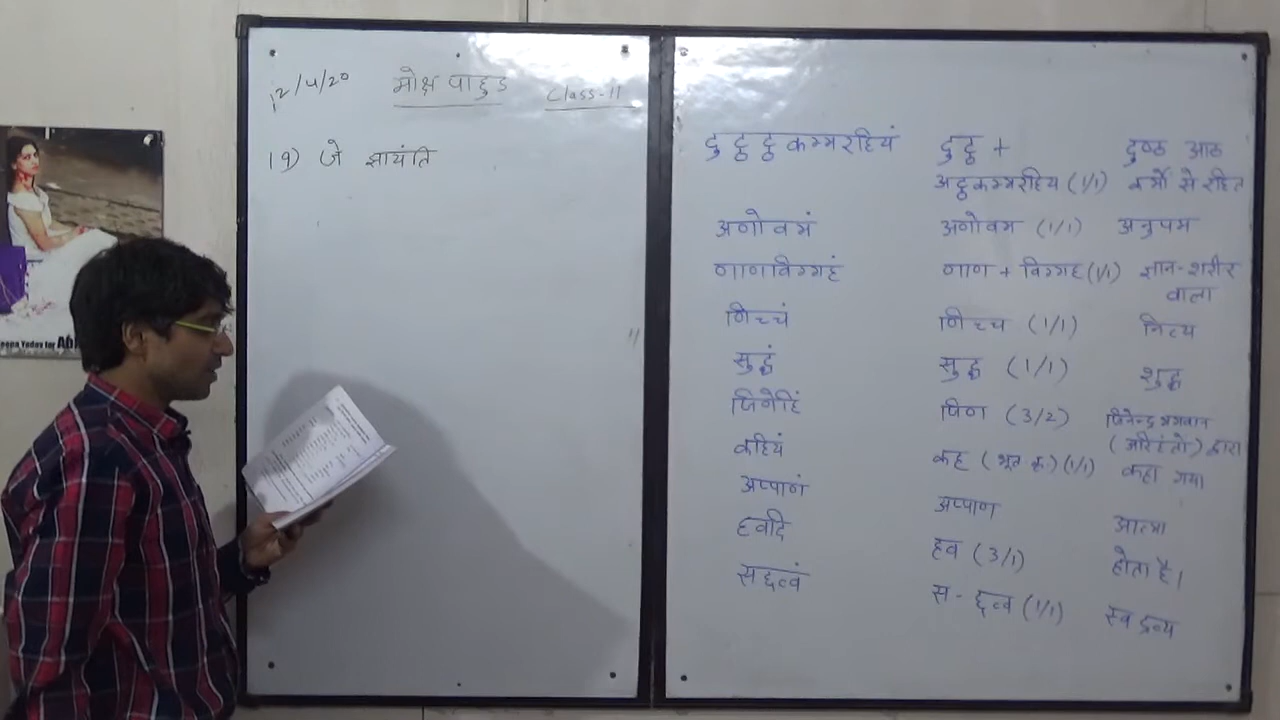 12/4/20 मोक्ष पाहुड Class-11
19) जे झायंति
दुट्ठट्ठकम्मरहियं दुट्ठ + दुष्ठ आठ
अट्ठकम्मरहिय (1/1) कर्मों से रहित
अणोवमं अणोवम (1/1) अनुपम
णाणविग्गहं णाण + विग्गह (1/1) ज्ञान-शरीर
वाला
णिच्चं णिच्च (1/1) नित्य
सुद्धं सुद्ध (1/1) शुद्ध
जिणेहिं जिण (3/2) जिनेन्द्र भगवान
(अरिहंतो) द्वारा
कहियं कह (भूत कृ.) (1/1) कहा गया
अप्पाणं अप्पाण आत्मा
हवदि हव (3/1) होता है।
सद्दव्वं स-द्दव्व (1/1) स्व द्रव्य